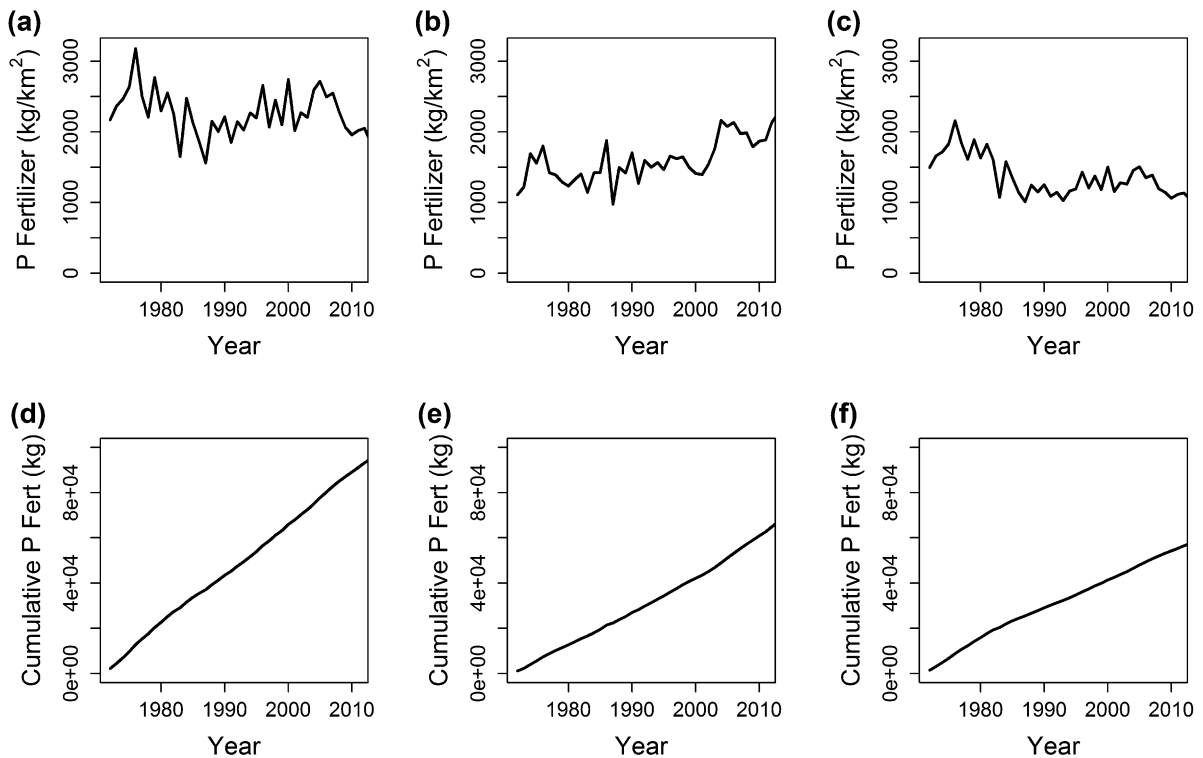 (a)
P Fertilizer (kg/km²)
0 1000 2000 3000
1980 1990 2000 2010
Year
(b)
P Fertilizer (kg/km²)
0 1000 2000 3000
1980 1990 2000 2010
Year
(c)
P Fertilizer (kg/km²)
0 1000 2000 3000
1980 1990 2000 2010
Year
(d)
Cumulative P Fert (kg)
0e+00 4e+04 8e+04
1980 1990 2000 2010
Year
(e)
Cumulative P Fert (kg)
0e+00 4e+04 8e+04
1980 1990 2000 2010
Year
(f)
Cumulative P Fert (kg)
0e+00 4e+04 8e+04
1980 1990 2000 2010
Year